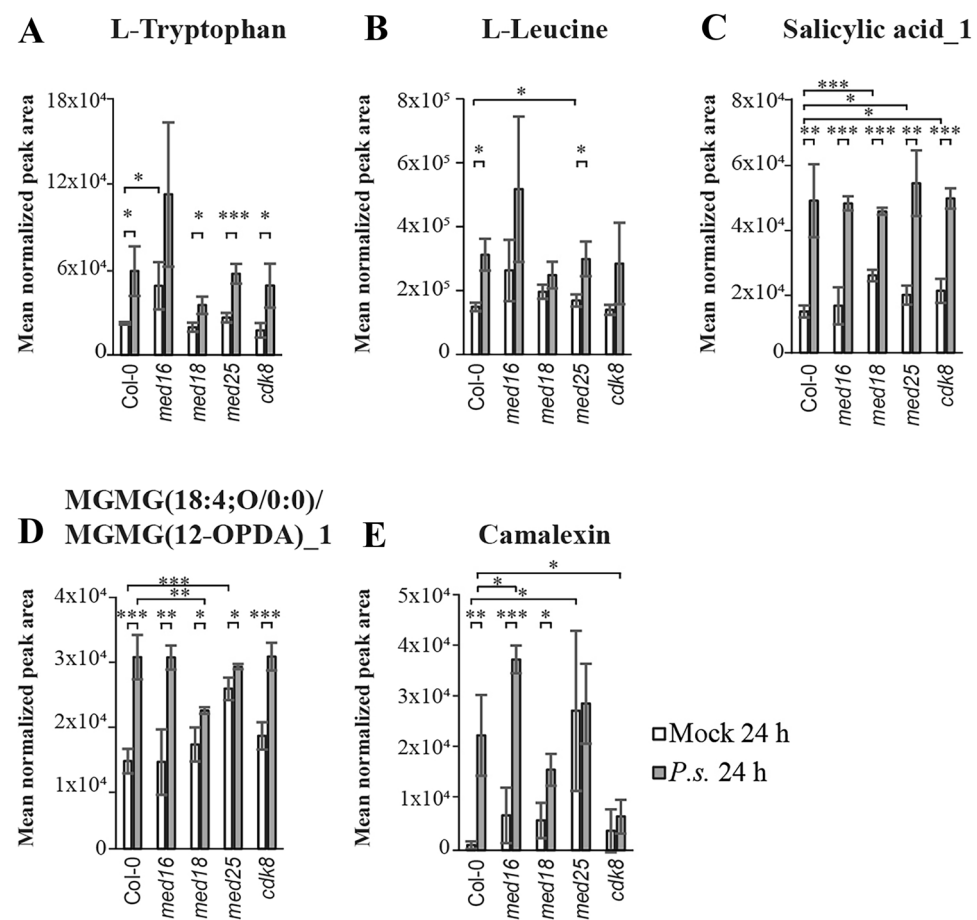 A L-Tryptophan
Mean normalized peak area
18x10⁴
12x10⁴
6x10⁴
0
*
* * *** *
Col-0 med16 med18 med25 cdk8
B L-Leucine
Mean normalized peak area
8x10⁵
6x10⁵
4x10⁵
2x10⁵
0
*
* *
Col-0 med16 med18 med25 cdk8
C Salicylic acid_1
Mean normalized peak area
8x10⁴
6x10⁴
4x10⁴
2x10⁴
0
***
*
*
** *** *** ** ***
Col-0 med16 med18 med25 cdk8
D MGMG(18:4;O/0:0)/
MGMG(12-OPDA)_1
Mean normalized peak area
4x10⁴
3x10⁴
2x10⁴
1x10⁴
0
***
**
*** ** * * ***
Col-0 med16 med18 med25 cdk8
E Camalexin
Mean normalized peak area
5x10⁴
4x10⁴
3x10⁴
2x10⁴
1x10⁴
0
*
*
*
** *** *
Col-0 med16 med18 med25 cdk8
Mock 24 h
P.s. 24 h